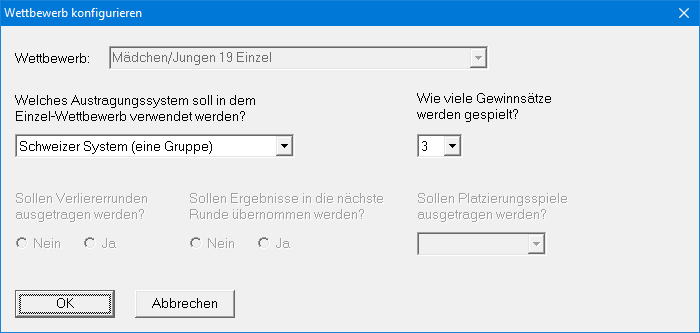 Wettbewerb konfigurieren
Wettbewerb: Mädchen/Jungen 19 Einzel
Welches Austragungssystem soll in dem
Einzel-Wettbewerb verwendet werden?
Schweizer System (eine Gruppe)
Wie viele Gewinnsätze
werden gespielt?
3
Sollen Verliererrunden
ausgetragen werden?
Nein Ja
Sollen Ergebnisse in die nächste
Runde übernommen werden?
Nein Ja
Sollen Platzierungsspiele
ausgetragen werden?
OK Abbrechen